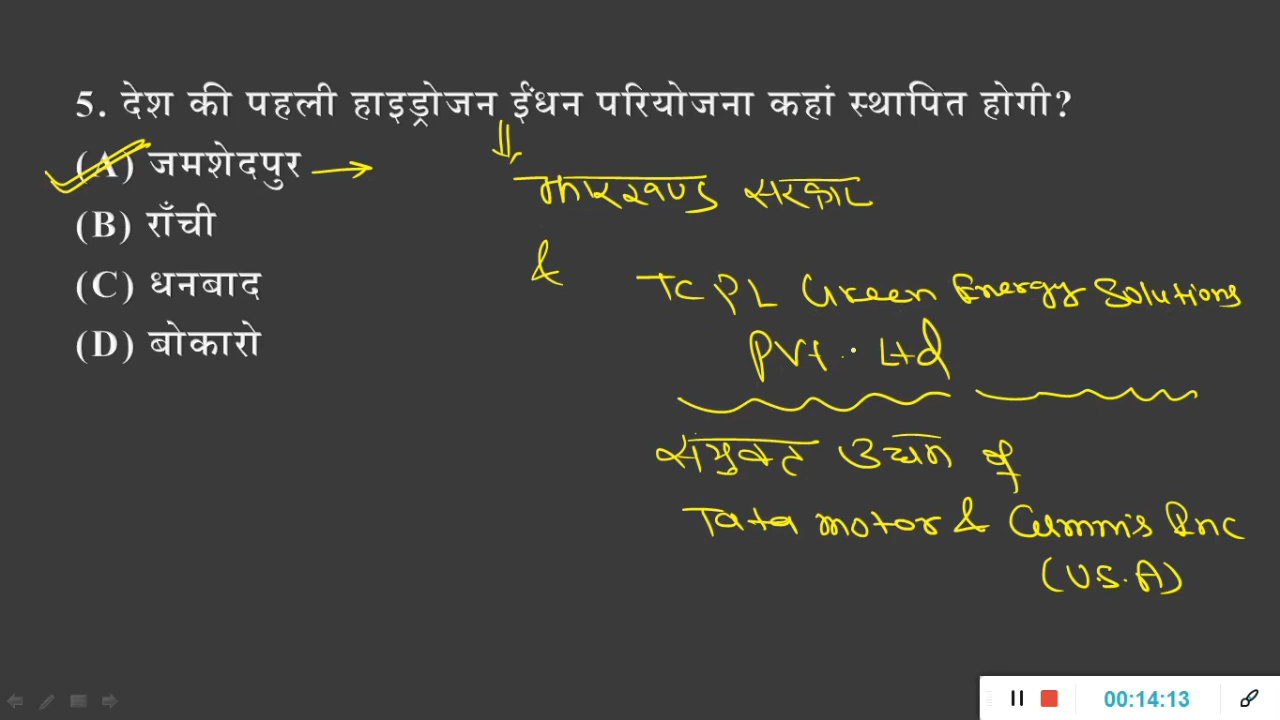 5. देश की पहली हाइड्रोजन ईंधन परियोजना कहां स्थापित होगी?
(A) जमशेदपुर
(B) राँची
(C) धनबाद
(D) बोकारो
झारखण्ड सरकार
&
TCPL Green Energy Solutions
Pvt. Ltd
संयुक्त उद्यम of
Tata motor & Cummis Inc
(U.S.A)
00:14:13